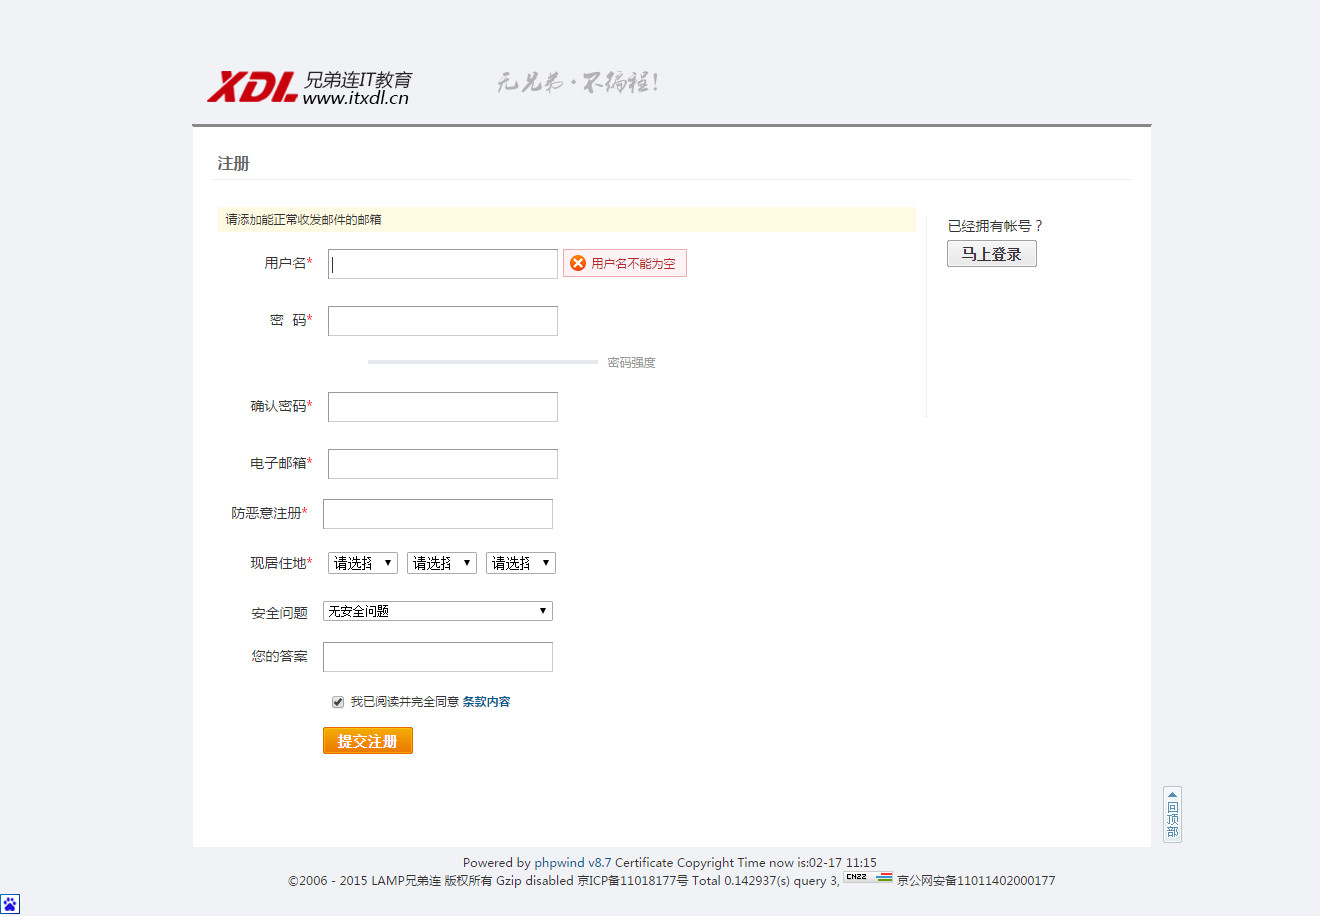 XDL 兄弟连IT教育
www.itxdl.cn
无兄弟·不编程!
注册
请添加能正常收发邮件的邮箱
已经拥有帐号？
马上登录
用户名*
用户名不能为空
密 码*
密码强度
确认密码*
电子邮箱*
防恶意注册*
现居住地* 请选择 请选择 请选择
安全问题 无安全问题
您的答案
我已阅读并完全同意 条款内容
提交注册
回顶部
Powered by phpwind v8.7 Certificate Copyright Time now is:02-17 11:15
©2006 - 2015 LAMP兄弟连 版权所有 Gzip disabled 京ICP备11018177号 Total 0.142937(s) query 3, CNZZ 京公网安备11011402000177